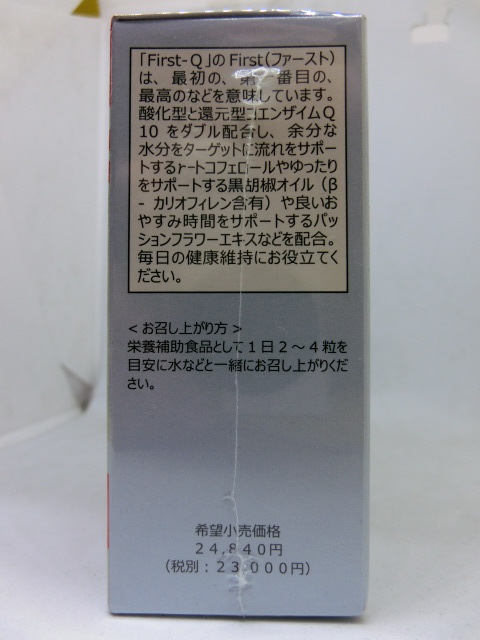 「First-Q」のFirst(ファースト)
は、最初の、第一番目の、
最高のなどを意味しています。
酸化型と還元型コエンザイムQ
10をダブル配合し、余分な
水分をターゲットに流れをサポー
トするγートコフェロールやゆったり
をサポートする黒胡椒オイル(β
- カリオフィレン含有)や良いお
やすみ時間をサポートするパッ
ションフラワーエキスなどを配合。
毎日の健康維持にお役立てく
ださい。
<お召し上がり方>
栄養補助食品として1日2～4粒を
目安に水などと一緒にお召し上がりくだ
さい。
希望小売価格
24,840円
(税別:23,000円)